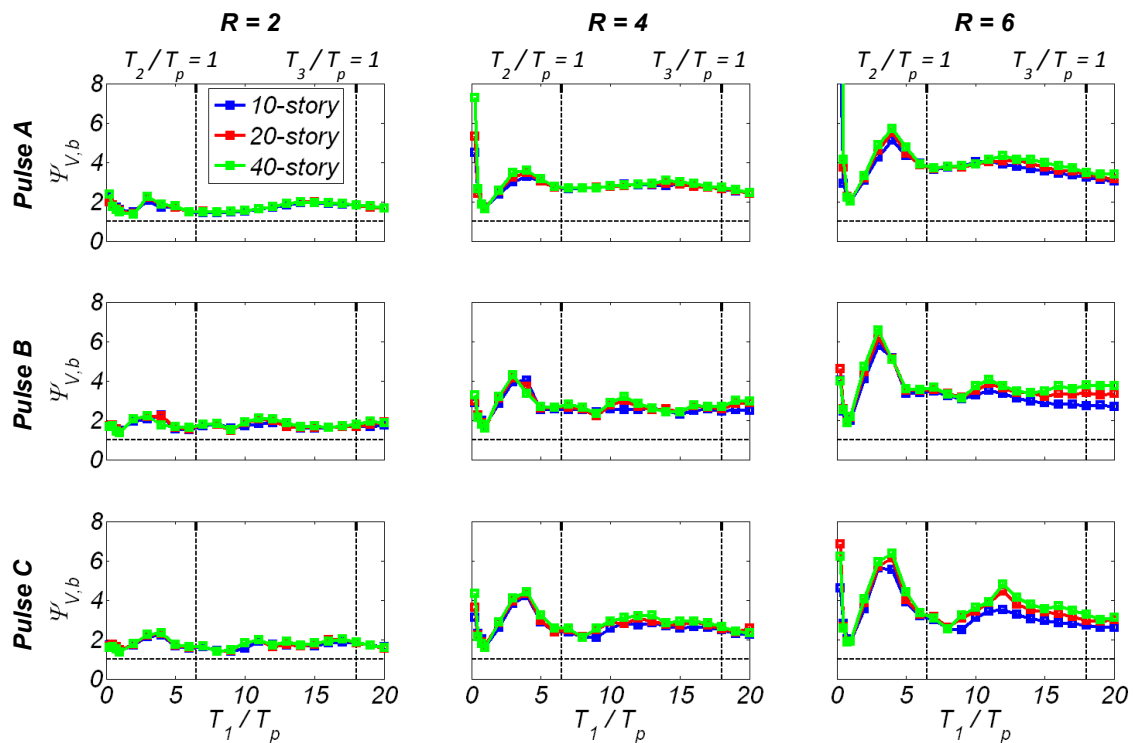 R = 2 R = 4 R = 6
T2 / Tp = 1 T3 / Tp = 1 T2 / Tp = 1 T3 / Tp = 1 T2 / Tp = 1 T3 / Tp = 1
Pulse A
ΨV,b
8
6
4
2
0
10-story
20-story
40-story
Pulse B
ΨV,b
8
6
4
2
0
Pulse C
ΨV,b
8
6
4
2
0
0 5 10 15 20 0 5 10 15 20 0 5 10 15 20
T1 / Tp T1 / Tp T1 / Tp